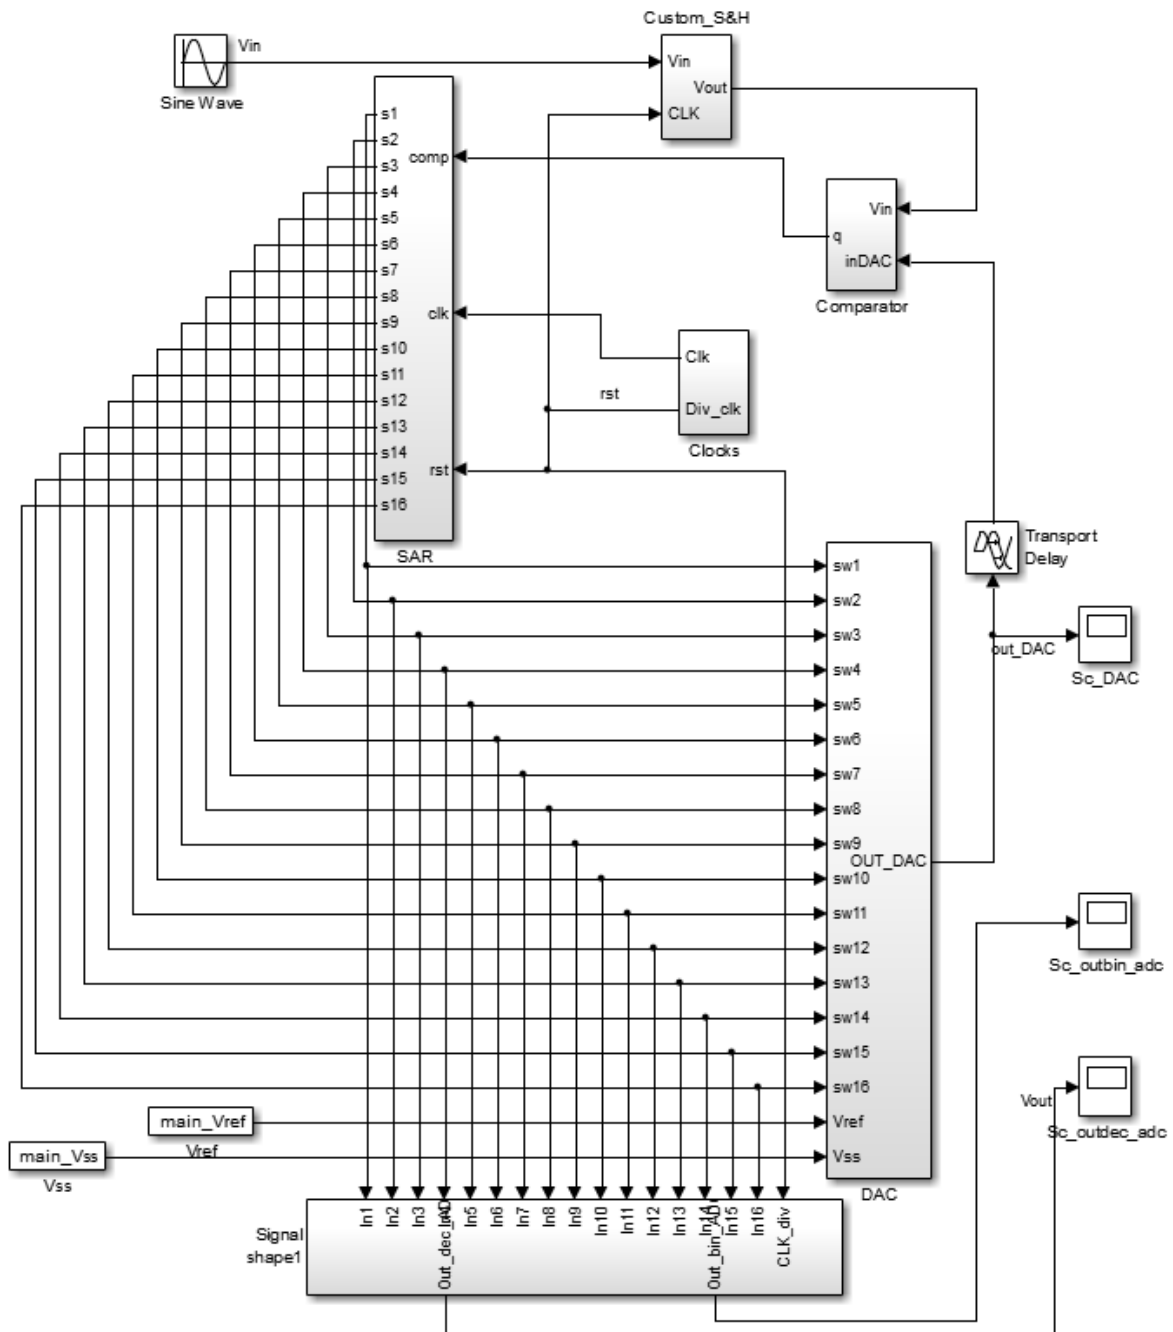 Custom_S&H
Vin
Sine Wave
Vin
Vout
CLK
s1
s2
s3
s4
s5
s6
s7
s8
s9
s10
s11
s12
s13
s14
s15
s16
comp
clk
rst
SAR
Vin
q
inDAC
Comparator
Clk
rst
Div_clk
Clocks
Transport
Delay
out_DAC
Sc_DAC
sw1
sw2
sw3
sw4
sw5
sw6
sw7
sw8
sw9
OUT_DAC
sw10
sw11
sw12
sw13
sw14
sw15
sw16
Vref
Vss
DAC
Sc_outbin_adc
Vout
Sc_outdec_adc
main_Vref
Vref
main_Vss
Vss
Signal
shape1
In1
In2
In3
In4
In5
In6
In7
In8
In9
In10
In11
In12
In13
In14
In15
In16
CLK_div